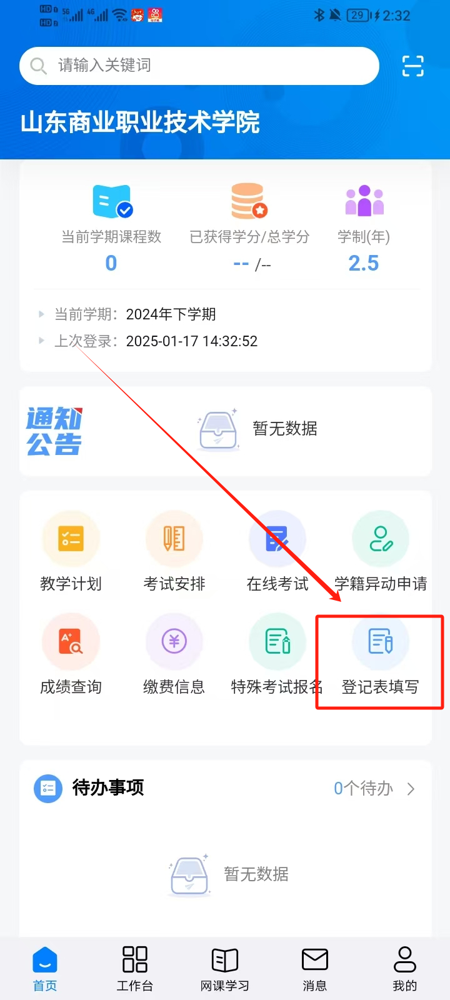 HD 5G 4G 29 2:32
HD 2
请输入关键词
山东商业职业技术学院
当前学期课程数 已获得学分/总学分 学制(年)
0 -- /-- 2.5
当前学期： 2024年下学期
上次登录： 2025-01-17 14:32:52
通知
公告
暂无数据
教学计划 考试安排 在线考试 学籍异动申请
成绩查询 缴费信息 特殊考试报名 登记表填写
待办事项 0个待办
暂无数据
首页 工作台 网课学习 消息 我的